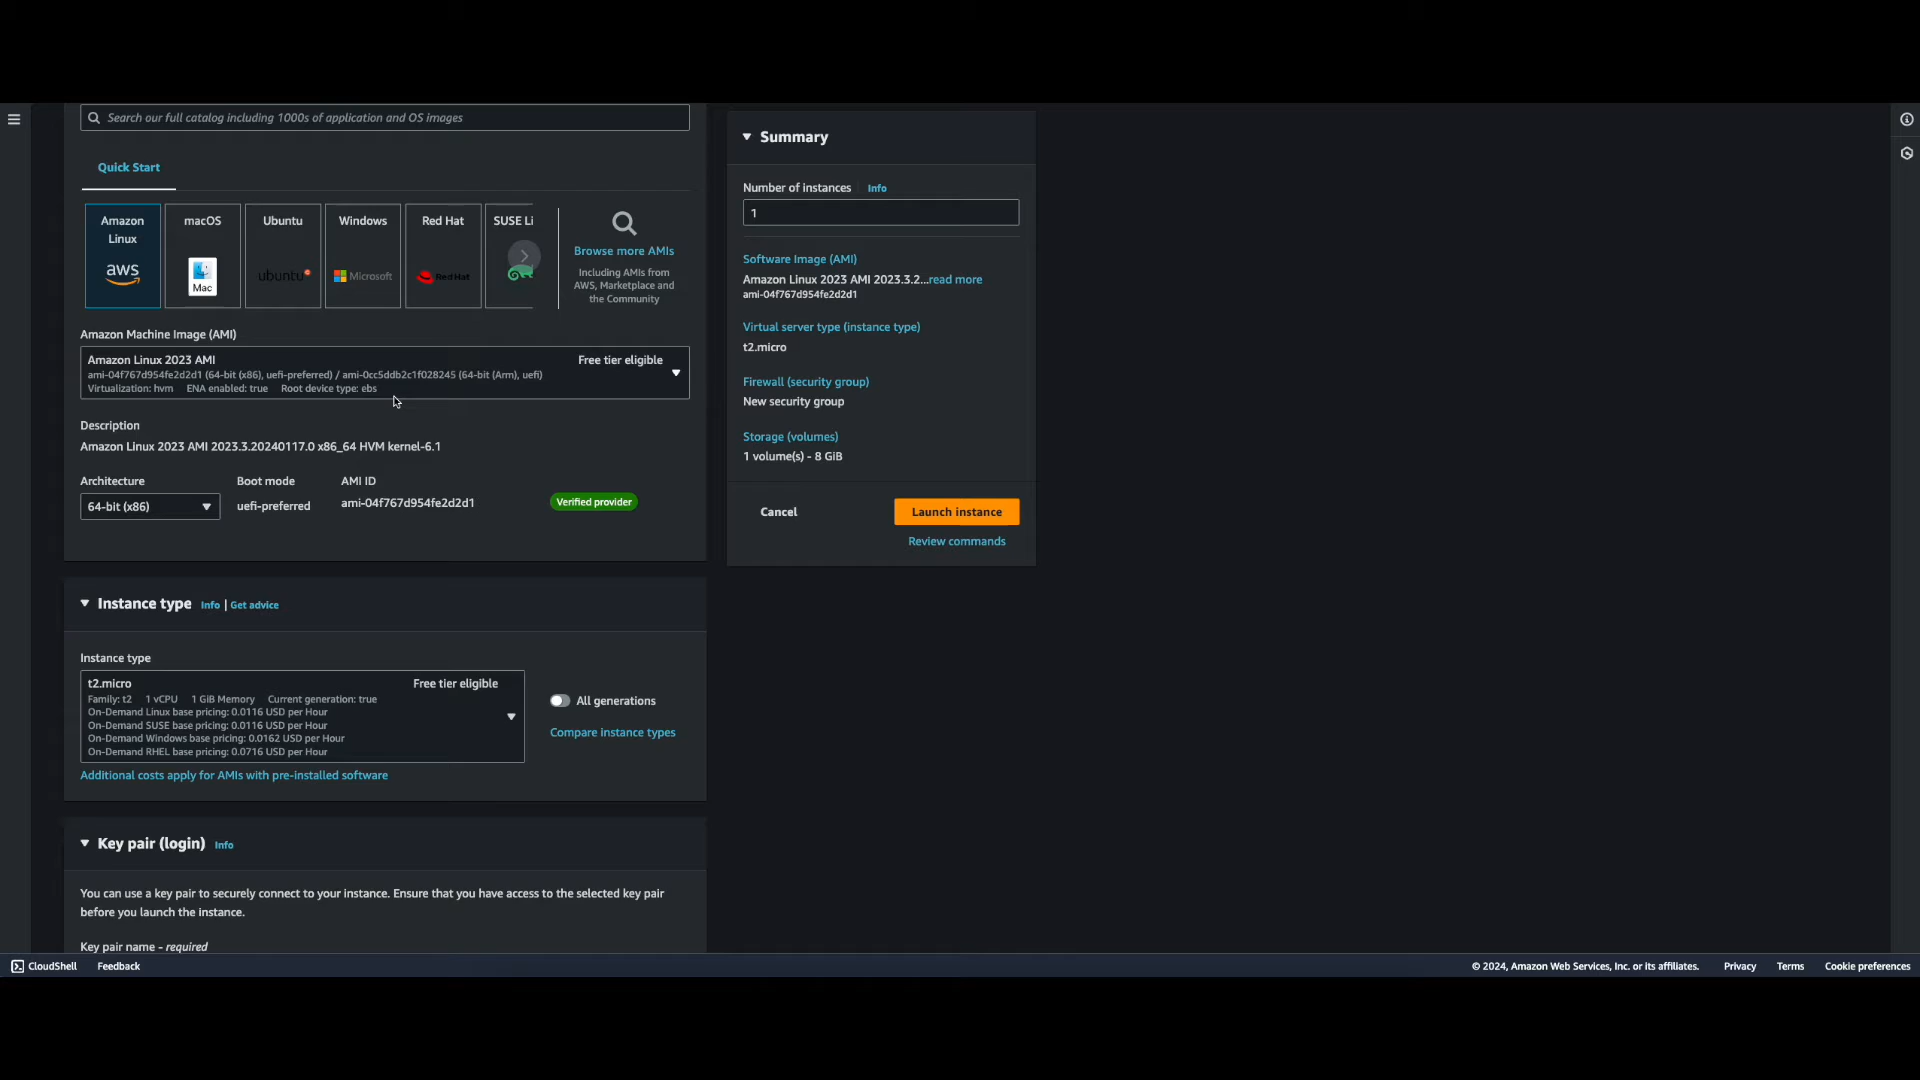 Search our full catalog including 1000s of application and OS images
Quick Start
Amazon
Linux
aws
macOS
Mac
Ubuntu
ubuntu
Windows
Microsoft
Red Hat
Red Hat
SUSE Li
Browse more AMIs
Including AMIs from
AWS, Marketplace and
the Community
Amazon Machine Image (AMI)
Amazon Linux 2023 AMI
Free tier eligible
ami-04f767d954fe2d2d1 (64-bit (x86), uefi-preferred) / ami-0cc5ddb2c1f028245 (64-bit (Arm), uefi)
Virtualization: hvm ENA enabled: true Root device type: ebs
Description
Amazon Linux 2023 AMI 2023.3.20240117.0 x86_64 HVM kernel-6.1
Architecture
Boot mode
AMI ID
64-bit (x86)
uefi-preferred
ami-04f767d954fe2d2d1
Verified provider
Instance type Info | Get advice
Instance type
t2.micro
Free tier eligible
Family: t2 1 vCPU 1 GiB Memory Current generation: true
On-Demand Linux base pricing: 0.0116 USD per Hour
On-Demand SUSE base pricing: 0.0116 USD per Hour
On-Demand Windows base pricing: 0.0162 USD per Hour
On-Demand RHEL base pricing: 0.0716 USD per Hour
All generations
Compare instance types
Additional costs apply for AMIs with pre-installed software
Key pair (login) Info
You can use a key pair to securely connect to your instance. Ensure that you have access to the selected key pair
before you launch the instance.
Key pair name - required
Summary
Number of instances Info
1
Software Image (AMI)
Amazon Linux 2023 AMI 2023.3.2...read more
ami-04f767d954fe2d2d1
Virtual server type (instance type)
t2.micro
Firewall (security group)
New security group
Storage (volumes)
1 volume(s) - 8 GiB
Cancel
Launch instance
Review commands
CloudShell
Feedback
© 2024, Amazon Web Services, Inc. or its affiliates.
Privacy
Terms
Cookie preferences